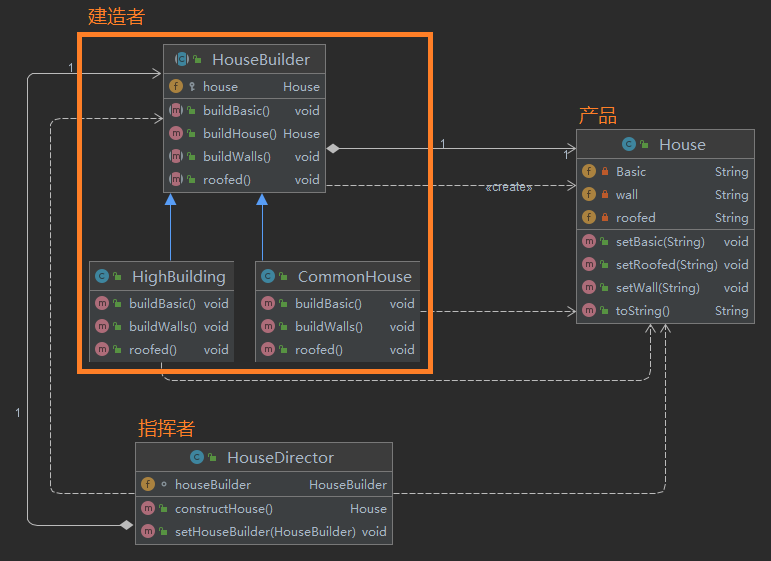 建造者
HouseBuilder
house House
buildBasic() void
buildHouse() House
buildWalls() void
roofed() void
1
产品
House
Basic String
wall String
roofed String
setBasic(String) void
setRoofed(String) void
setWall(String) void
toString() String
1
1
«create»
HighBuilding
buildBasic() void
buildWalls() void
roofed() void
CommonHouse
buildBasic() void
buildWalls() void
roofed() void
1
指挥者
HouseDirector
houseBuilder HouseBuilder
constructHouse() House
setHouseBuilder(HouseBuilder) void